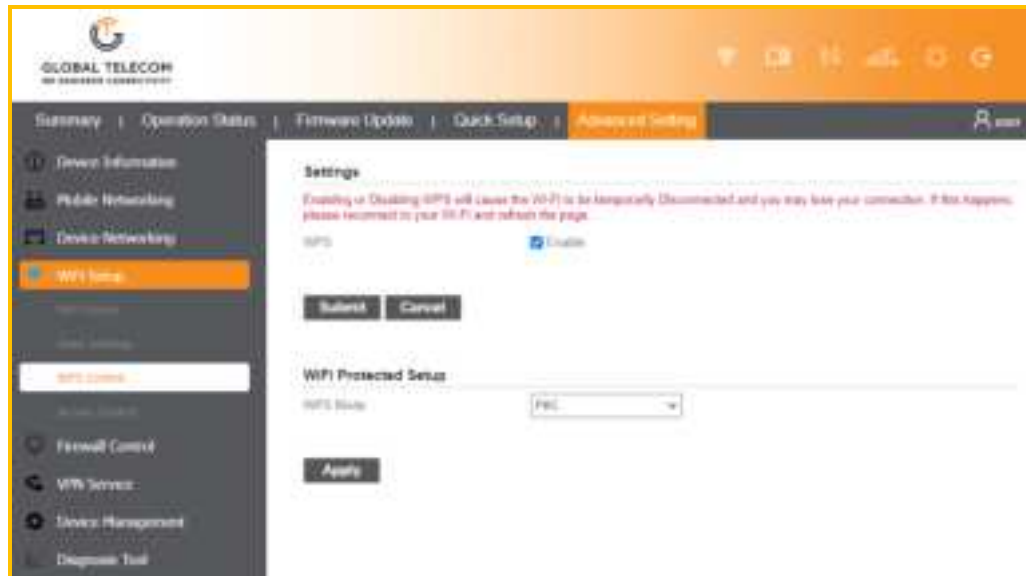 GLOBAL TELECOM
Summary | Operation Status | Firmware Update | Quick Setup | Advanced Setting
Device Information
Mobile Networking
Device Networking
WiFi Setup
WPS Control
Firewall Control
VPN Service
Device Management
Diagnosis Tool
Settings
Enabling or Disabling WPS will cause the Wi-Fi to be temporarily Disconnected and you may lose your connection. If this happens,
please reconnect to your Wi-Fi and refresh the page.
WPS Enable
Submit Cancel
WiFi Protected Setup
WPS Mode PBC
Apply